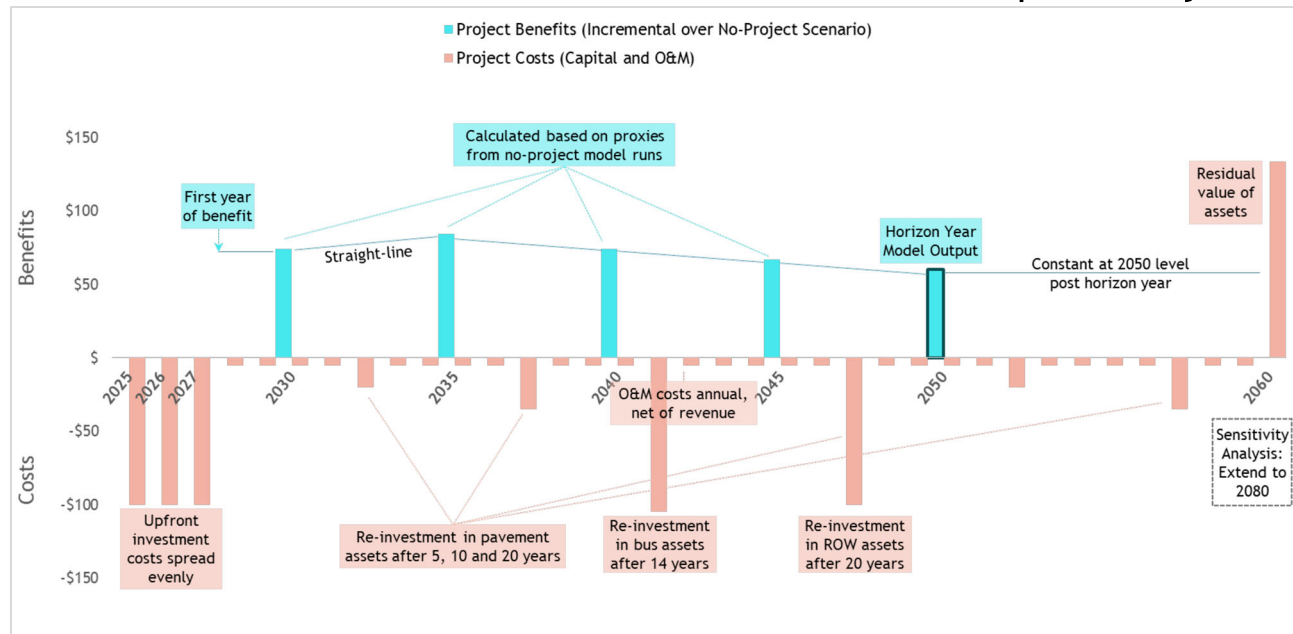 Project Benefits (Incremental over No-Project Scenario)
Project Costs (Capital and O&M)
$150
$100
$50
$
-$50
-$100
-$150
Benefits
Costs
First year
of benefit
Calculated based on proxies
from no-project model runs
Straight-line
Horizon Year
Model Output
Constant at 2050 level
post horizon year
Residual
value of
assets
2025
2026
2027
2030
2035
2040
2045
2050
2060
O&M costs annual,
net of revenue
Upfront
investment
costs spread
evenly
Re-investment in pavement
assets after 5, 10 and 20 years
Re-investment
in bus assets
after 14 years
Re-investment
in ROW assets
after 20 years
Sensitivity
Analysis:
Extend to
2080